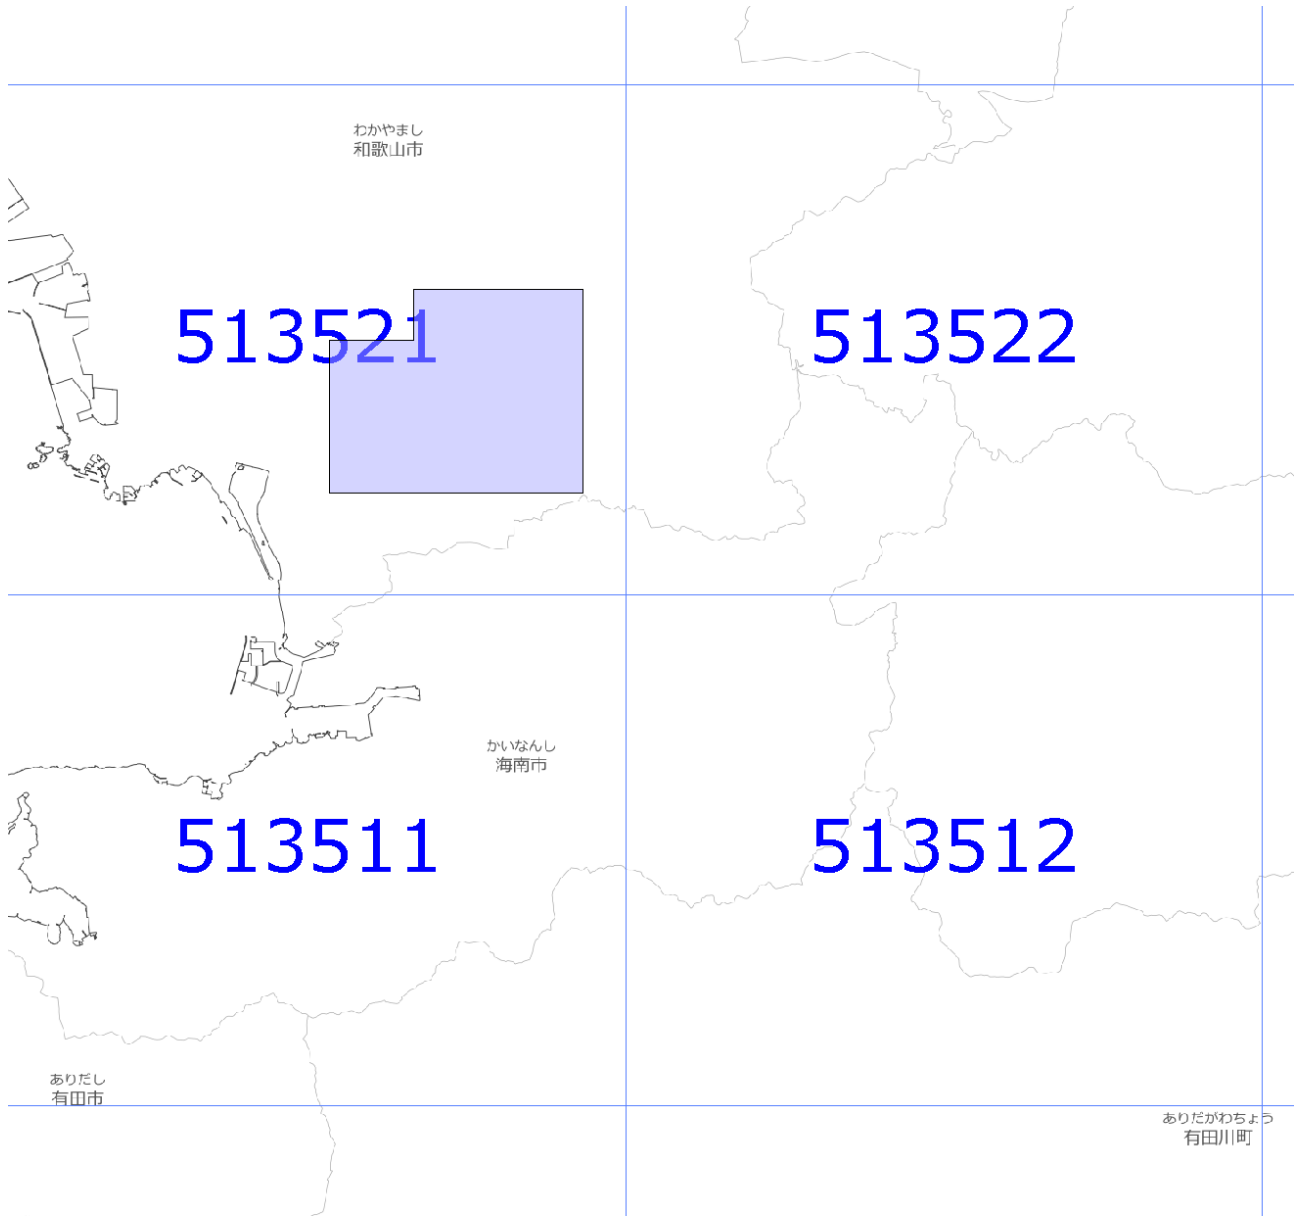 わかやまし
和歌山市
513521
513522
かいなんし
海南市
513511
513512
ありだし
有田市
ありだがわちょう
有田川町